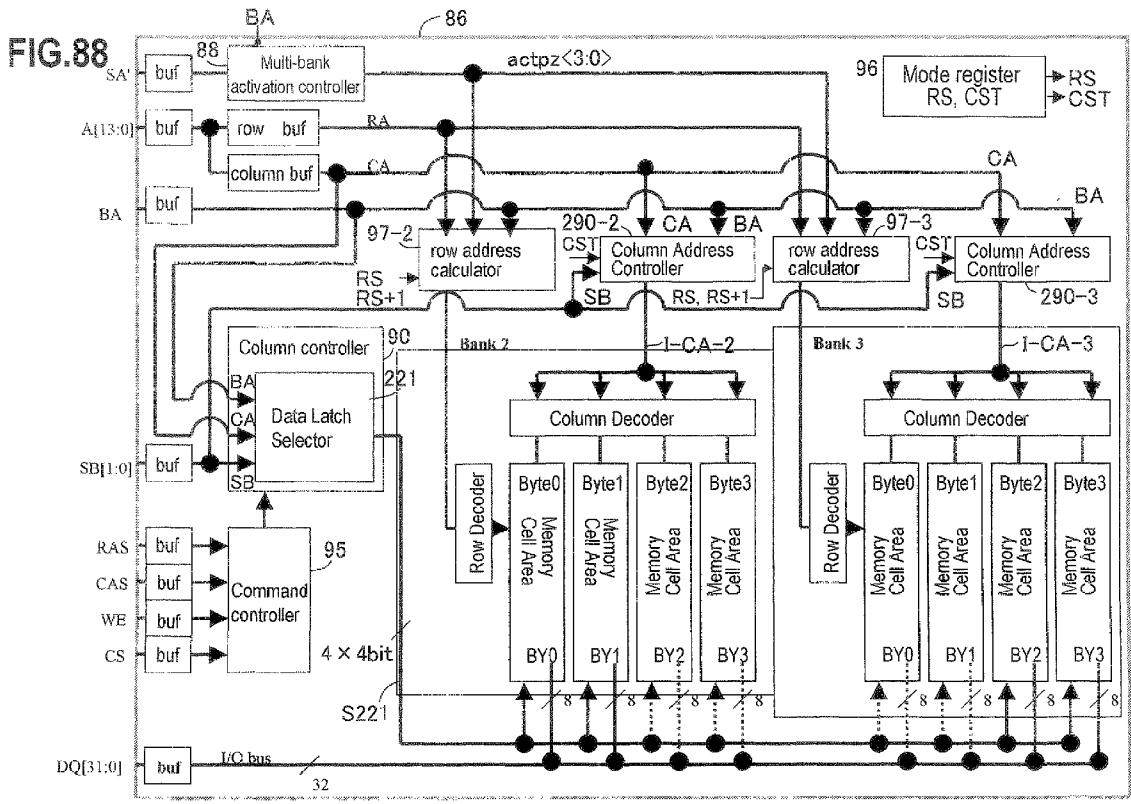 FIG.88
BA
86
88
SA'
buf
Multi-bank
activation controller
actpz<3:0>
96
Mode register
RS, CST
RS
CST
A[13:0]
buf
row buf
RA
column buf
CA
CA
BA
buf
BA
97-2
290-2
CA
BA
97-3
CST
CST
row address
calculator
Column Address
Controller
row address
calculator
Column Address
Controller
RS
RS+1
SB
RS, RS+1
SB
290-3
Column controller
90
Bank 2
I-CA-2
Bank 3
I-CA-3
221
BA
CA
SB
Data Latch
Selector
Column Decoder
Column Decoder
SB[1:0]
buf
Row Decoder
Byte0
Byte1
Byte2
Byte3
Memory
Cell Area
Memory
Cell Area
Memory
Cell Area
Memory
Cell Area
Row Decoder
Byte0
Byte1
Byte2
Byte3
Memory
Cell Area
Memory
Cell Area
Memory
Cell Area
Memory
Cell Area
RAS
buf
95
CAS
buf
Command
controller
WE
buf
CS
buf
4 × 4bit
BY0
BY1
BY2
BY3
BY0
BY1
BY2
BY3
S221
8
8
8
8
8
8
8
8
DQ[31:0]
buf
I/O bus
32